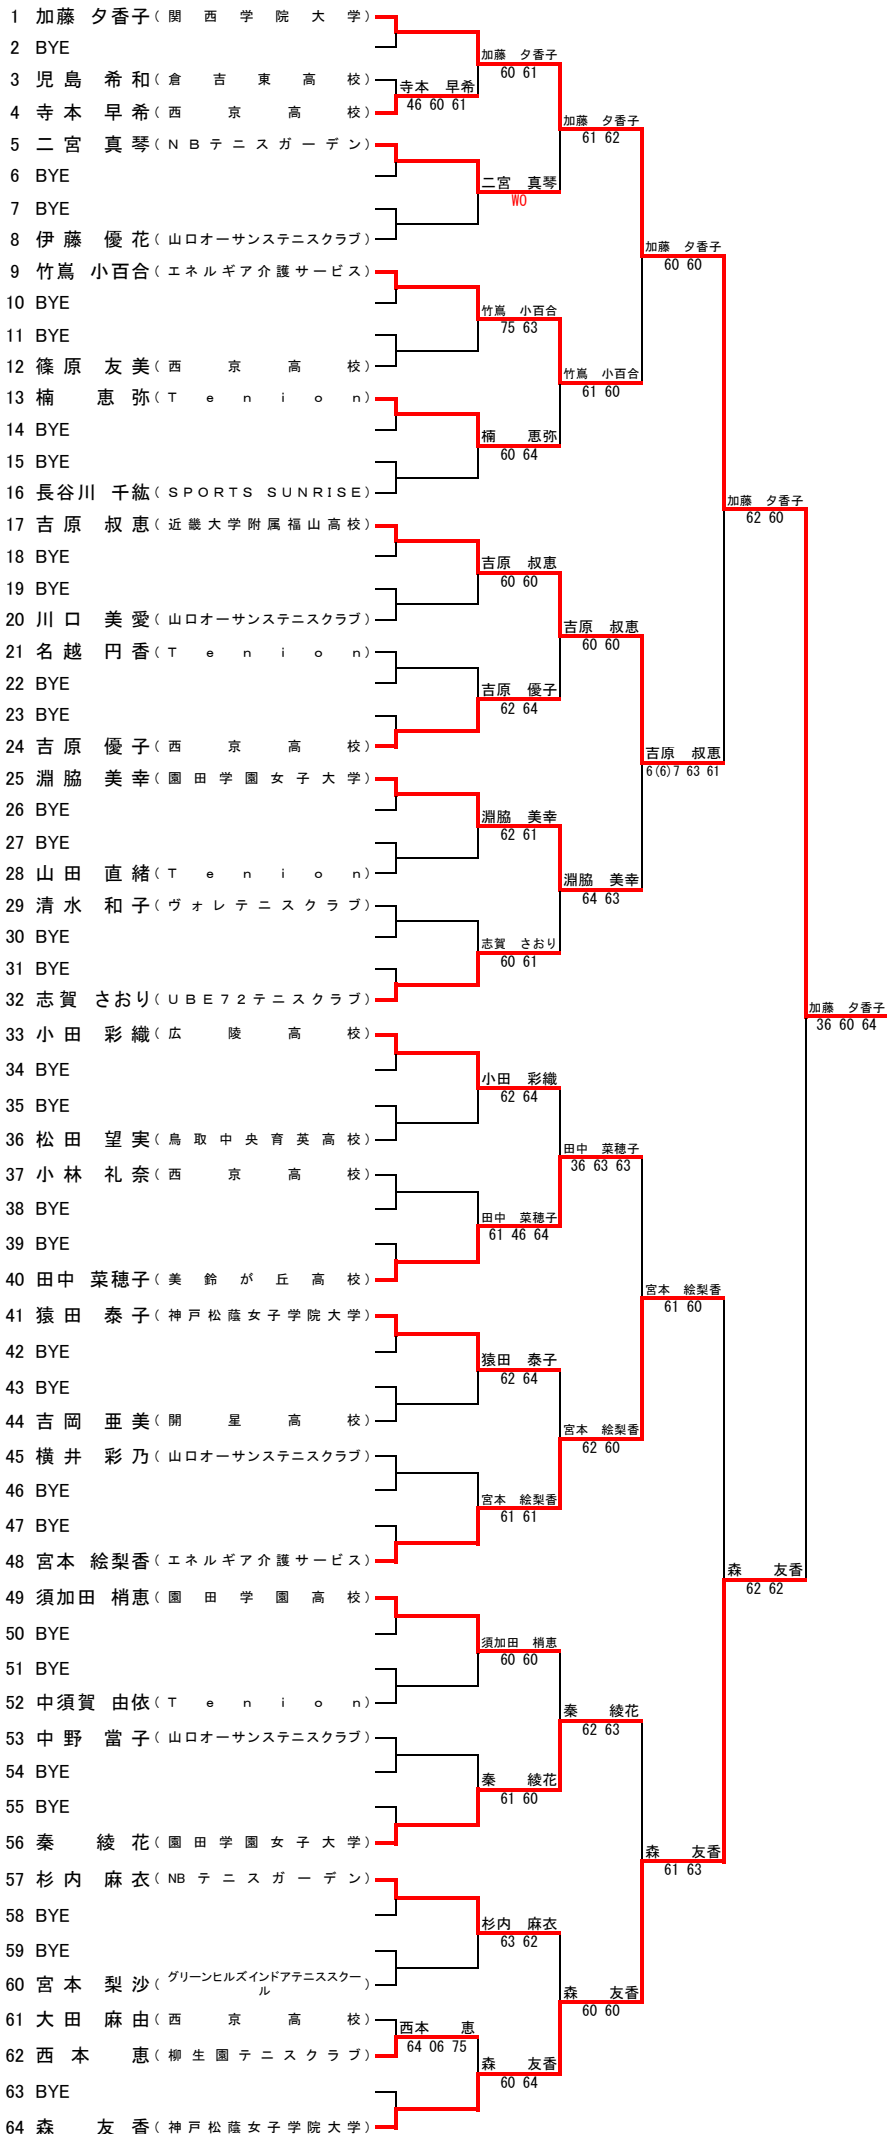 1 加藤 夕香子(関西学院大学)
2 BYE
3 児島 希和(倉吉東高校)
4 寺本 早希(西京高校)
5 二宮 真琴(NBテニスガーデン)
6 BYE
7 BYE
8 伊藤 優花(山口オーサンステニスクラブ)
9 竹嶌 小百合(エネルギア介護サービス)
10 BYE
11 BYE
12 篠原 友美(西京高校)
13 楠 恵弥(Tenion)
14 BYE
15 BYE
16 長谷川 千紘(SPORTS SUNRISE)
17 吉原 叔恵(近畿大学附属福山高校)
18 BYE
19 BYE
20 川口 美愛(山口オーサンステニスクラブ)
21 名越 円香(Tenion)
22 BYE
23 BYE
24 吉原 優子(西京高校)
25 淵脇 美幸(園田学園女子大学)
26 BYE
27 BYE
28 山田 直緒(Tenion)
29 清水 和子(ヴォレテニスクラブ)
30 BYE
31 BYE
32 志賀 さおり(UBE72テニスクラブ)
33 小田 彩織(広陵高校)
34 BYE
35 BYE
36 松田 望実(鳥取中央育英高校)
37 小林 礼奈(西京高校)
38 BYE
39 BYE
40 田中 菜穂子(美鈴が丘高校)
41 猿田 泰子(神戸松蔭女子学院大学)
42 BYE
43 BYE
44 吉岡 亜美(開星高校)
45 横井 彩乃(山口オーサンステニスクラブ)
46 BYE
47 BYE
48 宮本 絵梨香(エネルギア介護サービス)
49 須加田 梢恵(園田学園高校)
50 BYE
51 BYE
52 中須賀 由依(Tenion)
53 中野 當子(山口オーサンステニスクラブ)
54 BYE
55 BYE
56 秦 綾花(園田学園女子大学)
57 杉内 麻衣(NBテニスガーデン)
58 BYE
59 BYE
60 宮本 梨沙(グリーンヒルズインドアテニススクール)
61 大田 麻由(西京高校)
62 西本 恵(柳生園テニスクラブ)
63 BYE
64 森 友香(神戸松蔭女子学院大学)
寺本 早希
46 60 61
西本 恵
64 06 75
加藤 夕香子
60 61
二宮 真琴
WO
竹嶌 小百合
75 63
楠 恵弥
60 64
吉原 叔恵
60 60
吉原 優子
62 64
淵脇 美幸
62 61
志賀 さおり
60 61
小田 彩織
62 64
田中 菜穂子
61 46 64
猿田 泰子
62 64
宮本 絵梨香
61 61
須加田 梢恵
60 60
秦 綾花
61 60
杉内 麻衣
63 62
森 友香
60 64
加藤 夕香子
61 62
竹嶌 小百合
61 60
吉原 叔恵
60 60
淵脇 美幸
64 63
田中 菜穂子
36 63 63
宮本 絵梨香
62 60
秦 綾花
62 63
森 友香
60 60
加藤 夕香子
60 60
吉原 叔恵
6(6)7 63 61
宮本 絵梨香
61 60
森 友香
61 63
加藤 夕香子
62 60
森 友香
62 62
加藤 夕香子
36 60 64